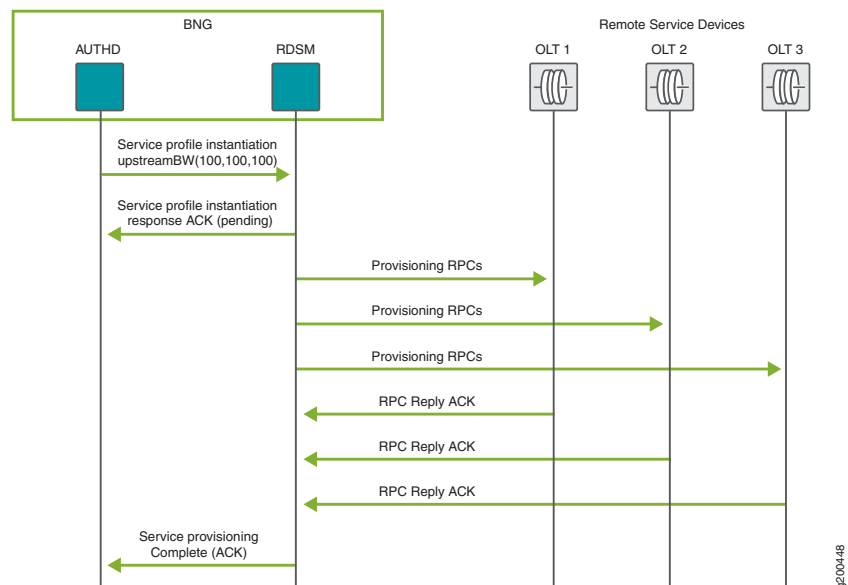 BNG
Remote Service Devices
AUTHD
RDSM
OLT 1
OLT 2
OLT 3
Service profile instantiation
upstreamBW(100,100,100)
Service profile instantiation
response ACK (pending)
Provisioning RPCs
Provisioning RPCs
Provisioning RPCs
RPC Reply ACK
RPC Reply ACK
RPC Reply ACK
Service provisioning
Complete (ACK)
g200448